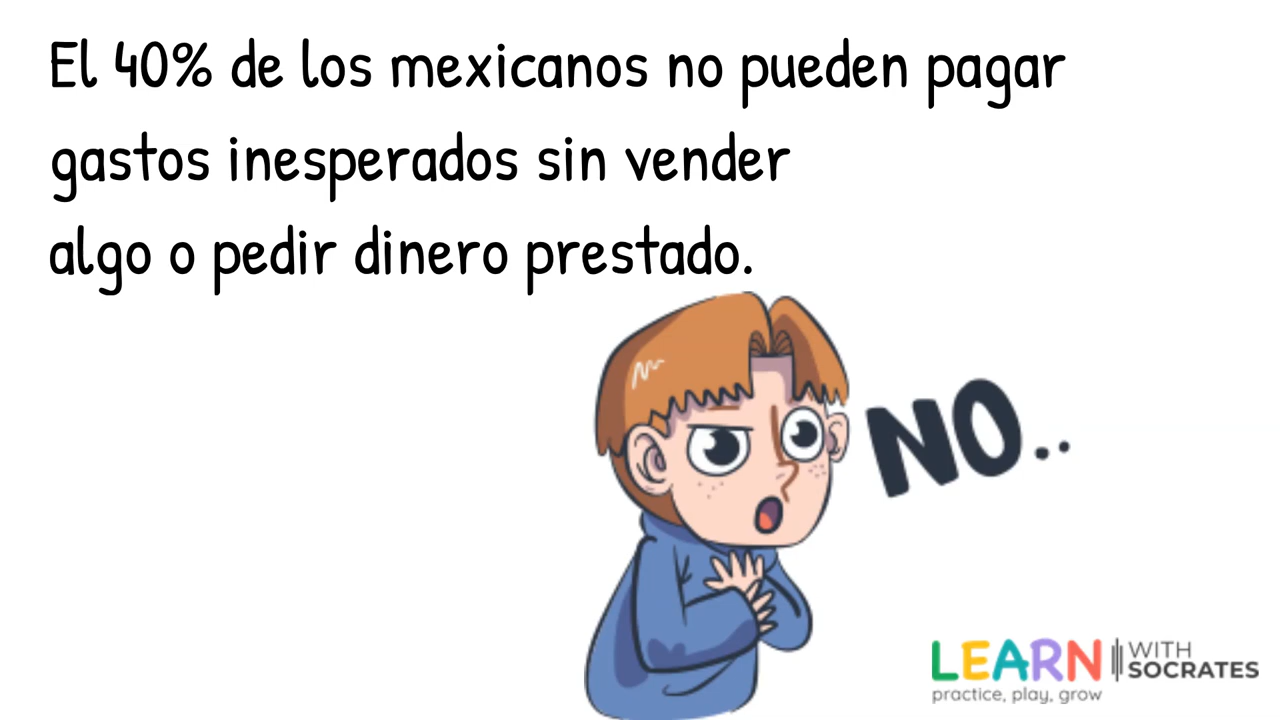 El 40% de los mexicanos no pueden pagar
gastos inesperados sin vender
algo o pedir dinero prestado.
NO..
LEARN WITH SOCRATES
practice, play, grow